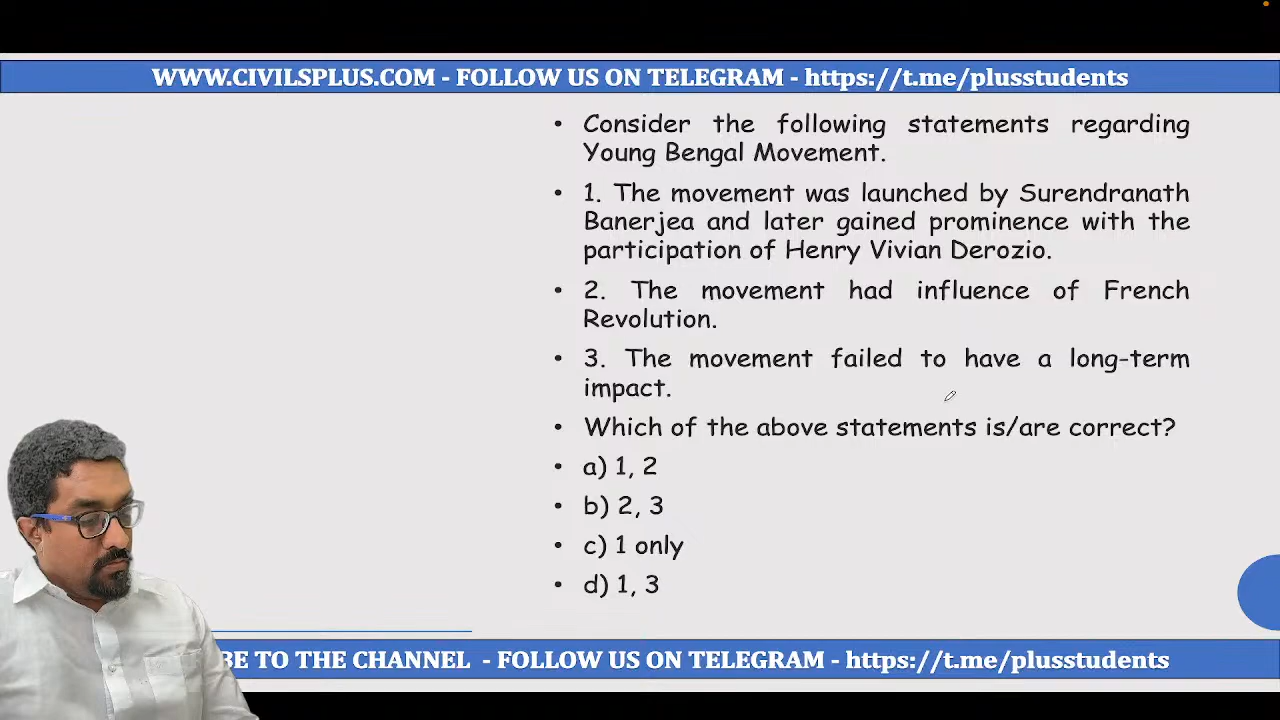 WWW.CIVILSPLUS.COM - FOLLOW US ON TELEGRAM - https://t.me/plusstudents
• Consider the following statements regarding
Young Bengal Movement.
• 1. The movement was launched by Surendranath
Banerjea and later gained prominence with the
participation of Henry Vivian Derozio.
• 2. The movement had influence of French
Revolution.
• 3. The movement failed to have a long-term
impact.
• Which of the above statements is/are correct?
• a) 1, 2
• b) 2, 3
• c) 1 only
• d) 1, 3
BE TO THE CHANNEL - FOLLOW US ON TELEGRAM - https://t.me/plusstudents